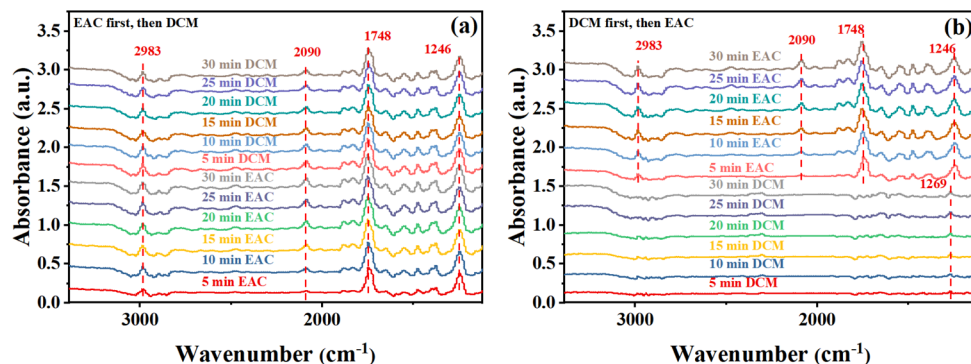 EAC first, then DCM
(a)
3.5
3.0
2.5
2.0
1.5
1.0
0.5
0.0
Absorbance (a.u.)
2983
2090
1748
1246
30 min DCM
25 min DCM
20 min DCM
15 min DCM
10 min DCM
5 min DCM
30 min EAC
25 min EAC
20 min EAC
15 min EAC
10 min EAC
5 min EAC
3000
2000
Wavenumber (cm⁻¹)
DCM first, then EAC
(b)
3.5
3.0
2.5
2.0
1.5
1.0
0.5
0.0
Absorbance (a.u.)
2983
2090
1748
1246
30 min EAC
25 min EAC
20 min EAC
15 min EAC
10 min EAC
5 min EAC
1269
30 min DCM
25 min DCM
20 min DCM
15 min DCM
10 min DCM
5 min DCM
3000
2000
Wavenumber (cm⁻¹)